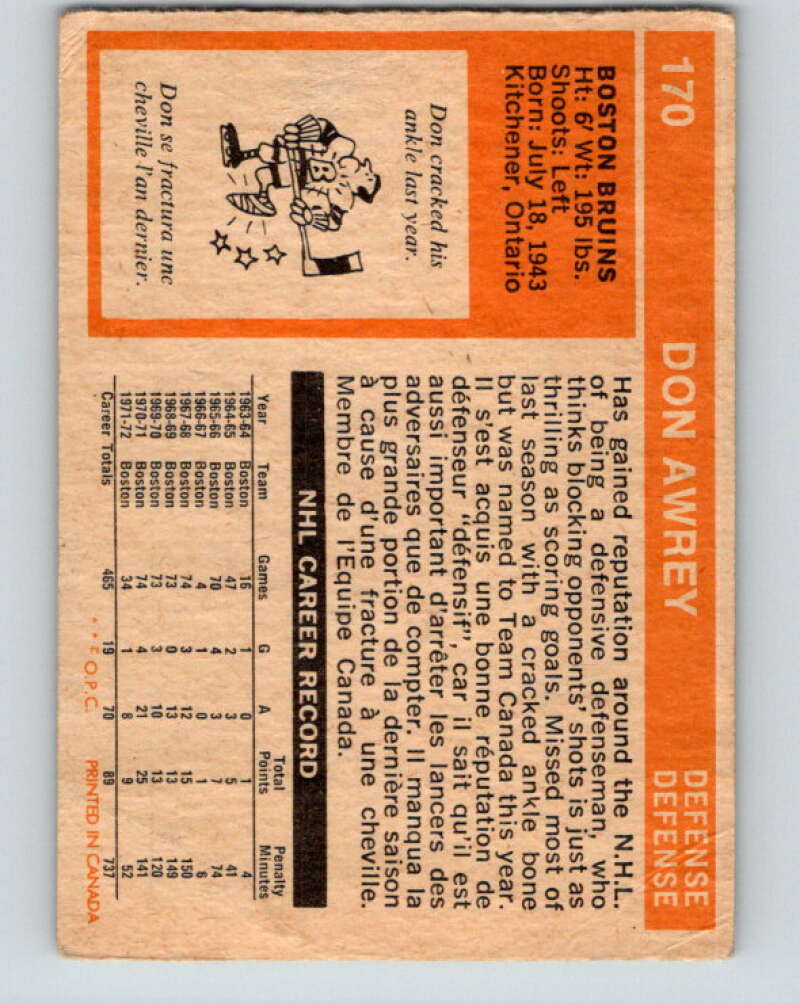 170 DON AWREY DEFENSE
DEFENSE
BOSTON BRUINS
Ht: 6' Wt: 195 lbs.
Shoots: Left
Born: July 18, 1943
Kitchener, Ontario
Don cracked his
ankle last year.
B
Don se fractura une
cheville l'an dernier.
Has gained reputation around the N.H.L.
of being a defensive defenseman, who
thinks blocking opponents' shots is just as
thrilling as scoring goals. Missed most of
last season with a cracked ankle bone
but was named to Team Canada this year.
Il s'est acquis une bonne réputation de
défenseur "défensif", car il sait qu'il est
aussi important d'arrêter les lancers des
adversaires que de compter. Il manqua la
plus grande portion de la dernière saison
à cause d'une fracture à une cheville.
Membre de l'Equipe Canada.
NHL CAREER RECORD
Year Team Games G A Total Points Penalty Minutes
1963-64 Boston 16 1 0 1 4
1964-65 Boston 47 2 3 5 41
1965-66 Boston 70 4 3 7 74
1966-67 Boston 4 1 0 1 6
1967-68 Boston 74 3 12 15 150
1968-69 Boston 73 0 13 13 149
1969-70 Boston 73 3 10 13 120
1970-71 Boston 74 4 21 25 141
1971-72 Boston 34 1 8 9 52
Career Totals 465 19 70 89 737
O.P.C. PRINTED IN CANADA